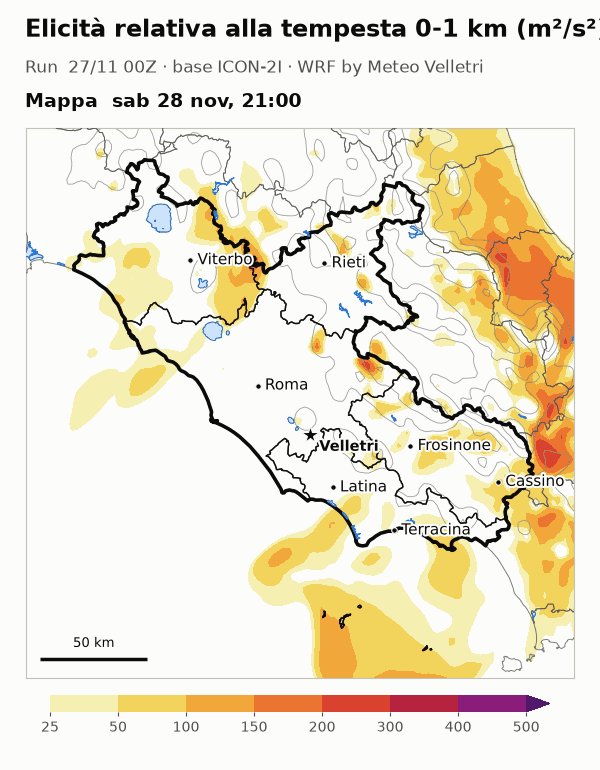 Elicità relativa alla tempesta 0-1 km (m²/s²)
Run 27/11 00Z · base ICON-2I · WRF by Meteo Velletri
Mappa sab 28 nov, 21:00
Viterbo
Rieti
Roma
Velletri
Frosinone
Cassino
Latina
Terracina
50 km
25 50 100 150 200 300 400 500